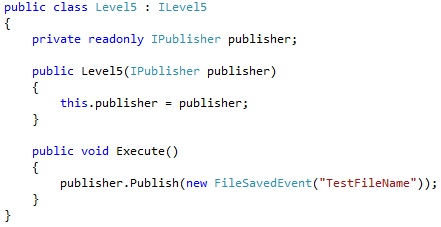 public class Level5 : ILevel5
{
    private readonly IPublisher publisher;

    public Level5(IPublisher publisher)
    {
        this.publisher = publisher;
    }

    public void Execute()
    {
        publisher.Publish(new FileSavedEvent("TestFileName"));
    }
}